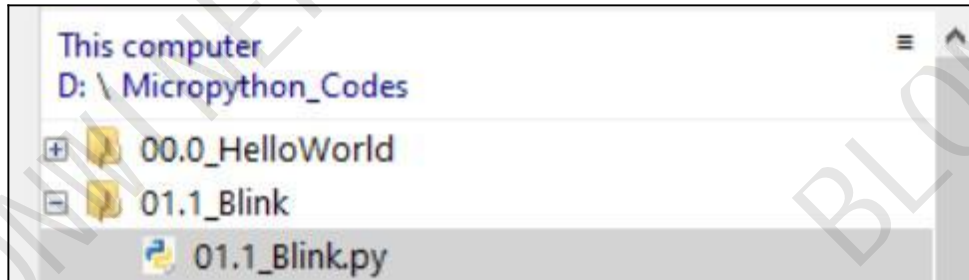 This computer
D: \ Micropython_Codes
00.0_HelloWorld
01.1_Blink
01.1_Blink.py